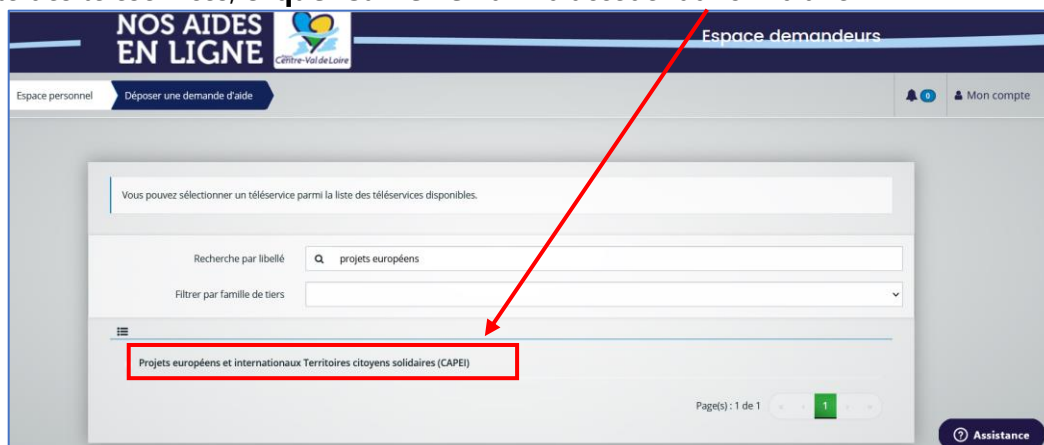 NOS AIDES
EN LIGNE
Centre-Val de Loire
Espace demandeurs
Espace personnel
Déposer une demande d'aide
0
Mon compte
Vous pouvez sélectionner un téléservice parmi la liste des téléservices disponibles.
Recherche par libellé
projets européens
Filtrer par famille de tiers
Projets européens et internationaux Territoires citoyens solidaires (CAPEI)
Page(s) : 1 de 1
« ‹ 1 › »
Assistance